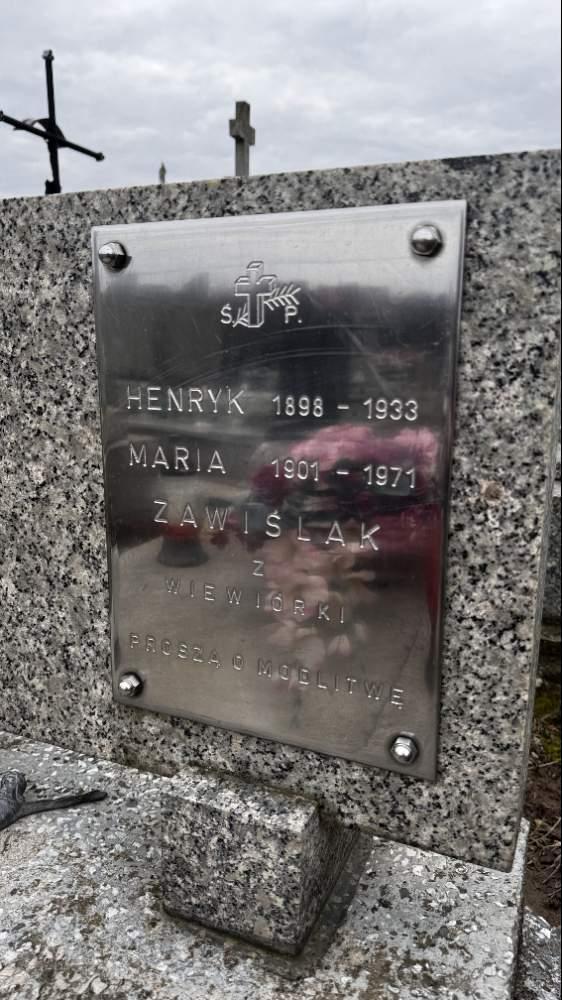 Ś. P.
HENRYK 1898 - 1933
MARIA 1901 - 1971
ZAWIŚLAK
Z
WIEWIÓRKI
PROSZĄ O MODLITWĘ